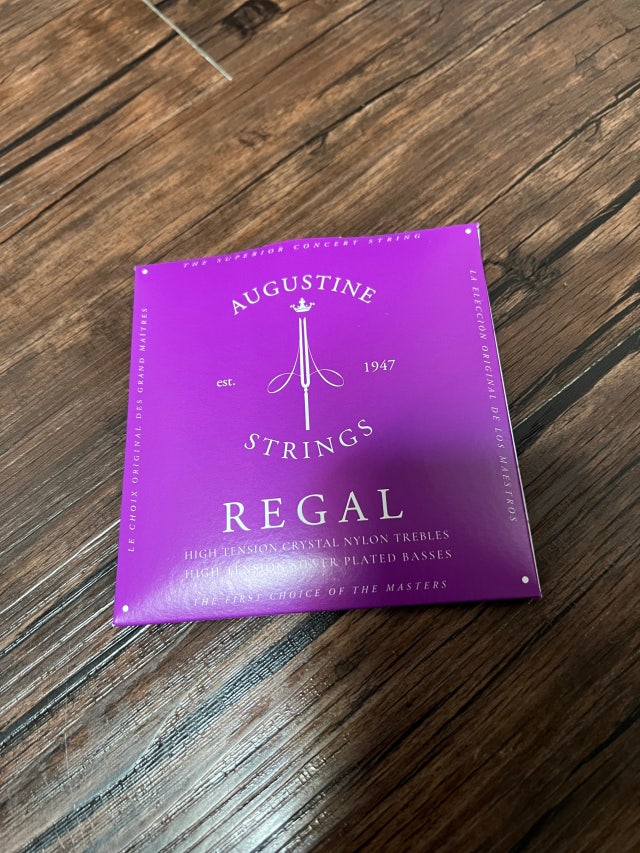 THE SUPERIOR CONCERT STRING
AUGUSTINE
est. 1947
STRINGS
REGAL
HIGH TENSION CRYSTAL NYLON TREBLES
HIGH TENSION SILVER PLATED BASSES
THE FIRST CHOICE OF THE MASTERS
LE CHOIX ORIGINAL DES GRAND MAÎTRES
LA ELECCIÓN ORIGINAL DE LOS MAESTROS